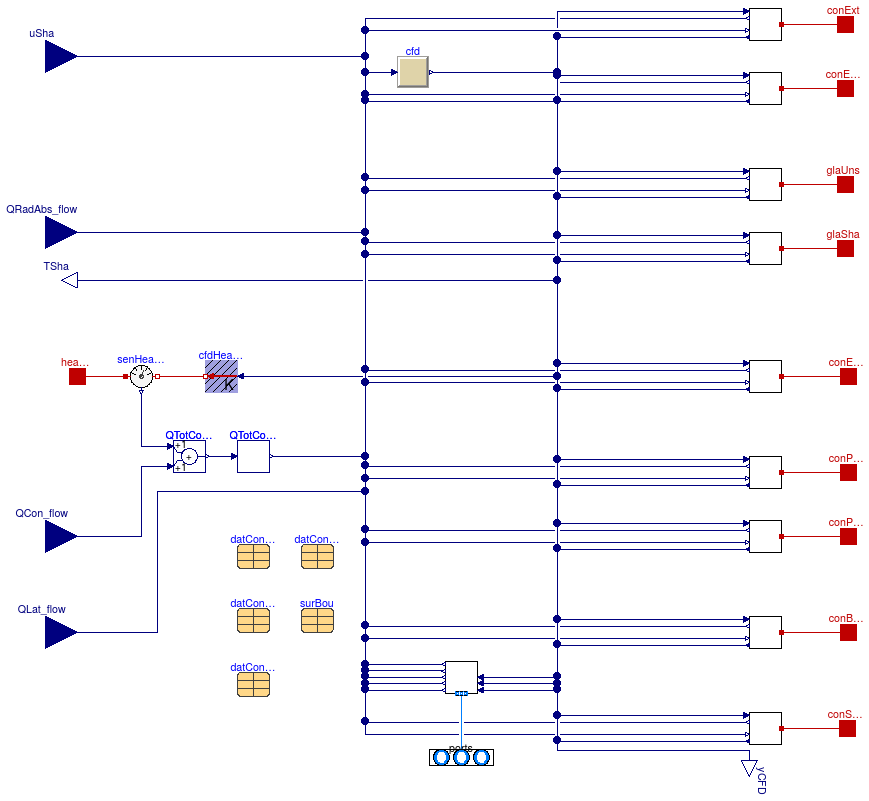 conExt
uSha
cfd
conE...
glaUns
QRadAbs_flow
glaSha
TSha
hea...
senHea...
cfdHea...
K
conE...
QTotCo...
QTotCo...
+1
+
+1
conP...
QCon_flow
conP...
datCon...
datCon...
QLat_flow
datCon...
surBou
conB...
datCon...
conS...
ports
yCFD